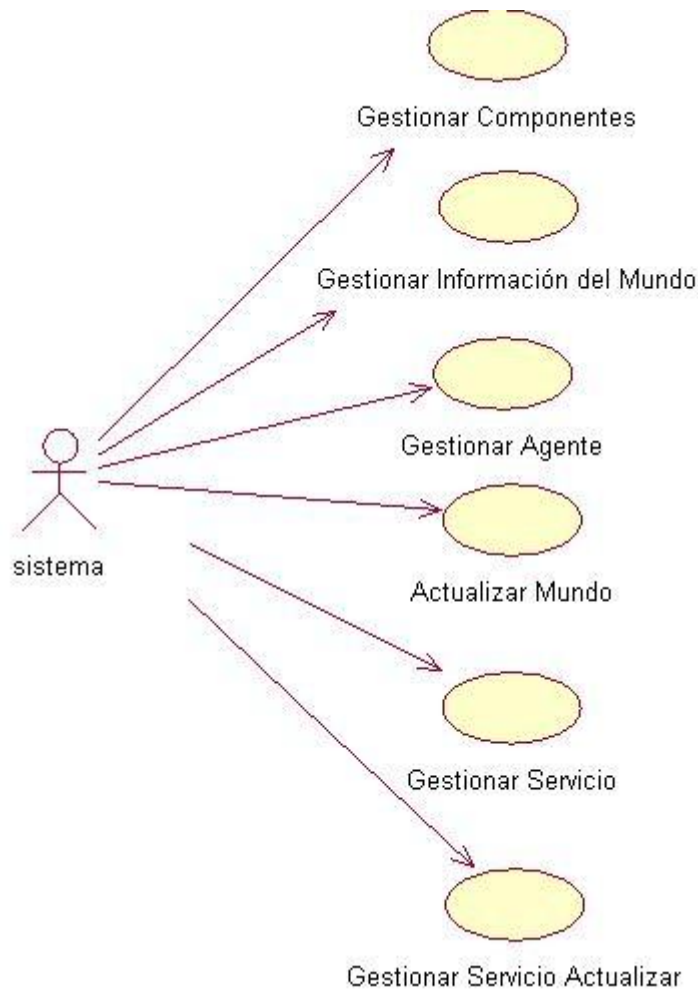 Gestionar Componentes
Gestionar Información del Mundo
Gestionar Agente
sistema
Actualizar Mundo
Gestionar Servicio
Gestionar Servicio Actualizar